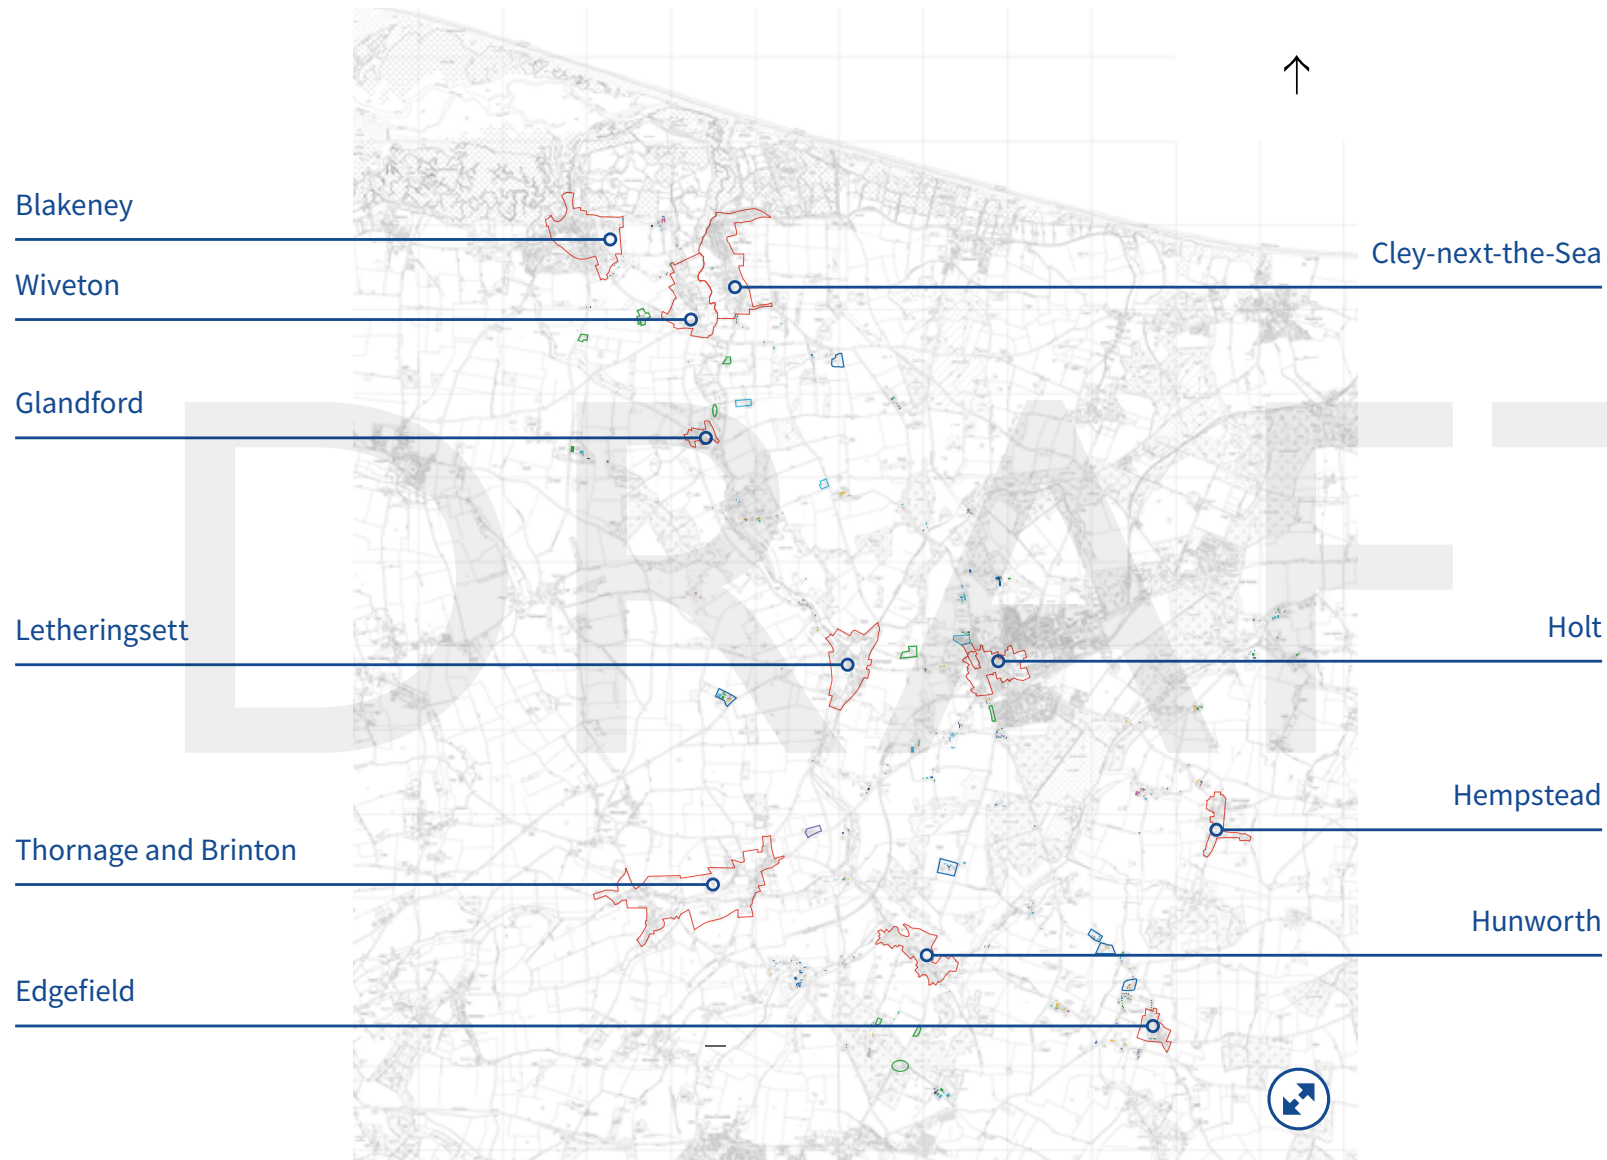 Blakeney
Wiveton
Glandford
Letheringsett
Thornage and Brinton
Edgefield
Cley-next-the-Sea
Holt
Hempstead
Hunworth
DRAFT